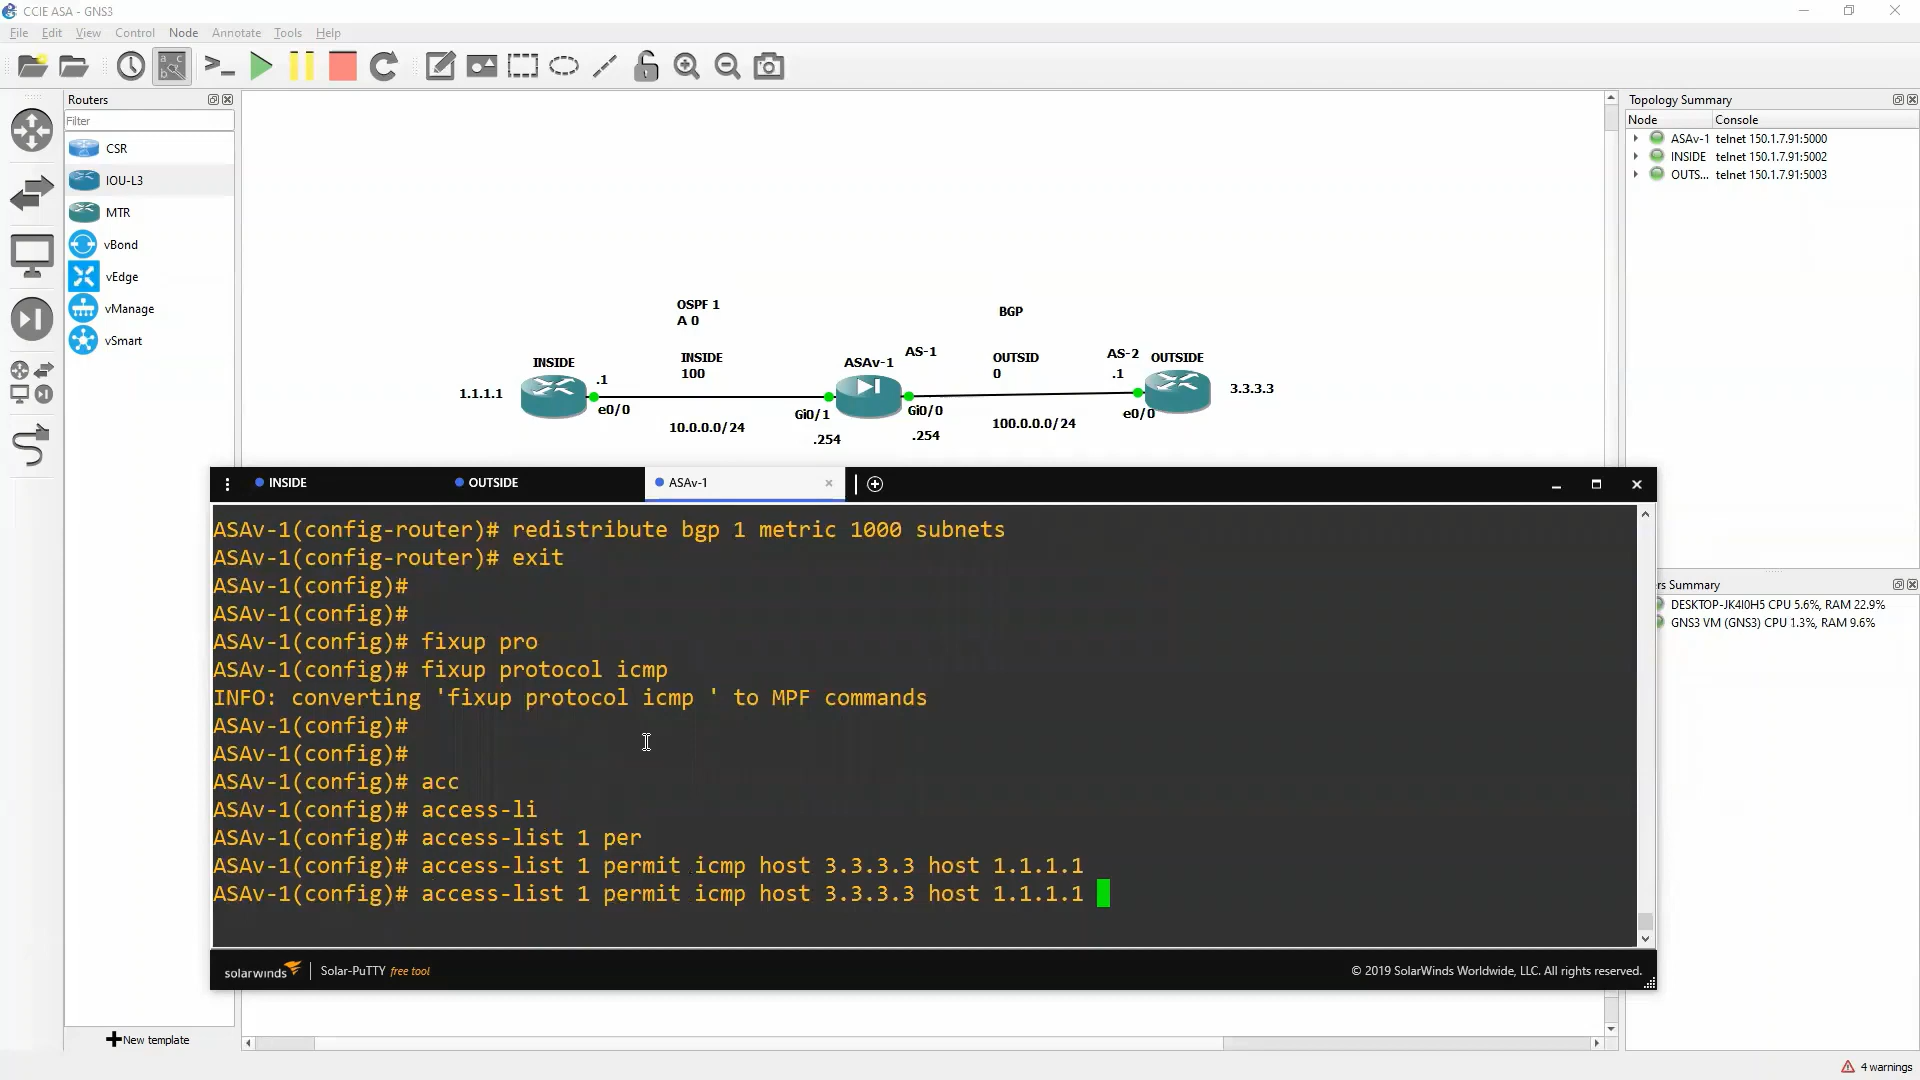 CCIE ASA - GNS3
File Edit View Control Node Annotate Tools Help
Routers
Filter
CSR
IOU-L3
MTR
vBond
vEdge
vManage
vSmart
New template
Topology Summary
Node Console
ASAv-1 telnet 150.1.7.91:5000
INSIDE telnet 150.1.7.91:5002
OUTS... telnet 150.1.7.91:5003
rs Summary
DESKTOP-JK4I0H5 CPU 5.6%, RAM 22.9%
GNS3 VM (GNS3) CPU 1.3%, RAM 9.6%
4 warnings
OSPF 1
A 0
BGP
INSIDE
INSIDE
100
ASAv-1
AS-1
OUTSID
0
AS-2
OUTSIDE
.1
.1
1.1.1.1
3.3.3.3
e0/0
Gi0/1
Gi0/0
e0/0
10.0.0.0/24
100.0.0.0/24
.254
.254
INSIDE OUTSIDE ASAv-1
ASAv-1(config-router)# redistribute bgp 1 metric 1000 subnets
ASAv-1(config-router)# exit
ASAv-1(config)#
ASAv-1(config)#
ASAv-1(config)# fixup pro
ASAv-1(config)# fixup protocol icmp
INFO: converting 'fixup protocol icmp ' to MPF commands
ASAv-1(config)#
ASAv-1(config)#
ASAv-1(config)# acc
ASAv-1(config)# access-li
ASAv-1(config)# access-list 1 per
ASAv-1(config)# access-list 1 permit icmp host 3.3.3.3 host 1.1.1.1
ASAv-1(config)# access-list 1 permit icmp host 3.3.3.3 host 1.1.1.1
solarwinds Solar-PuTTY free tool
© 2019 SolarWinds Worldwide, LLC. All rights reserved.